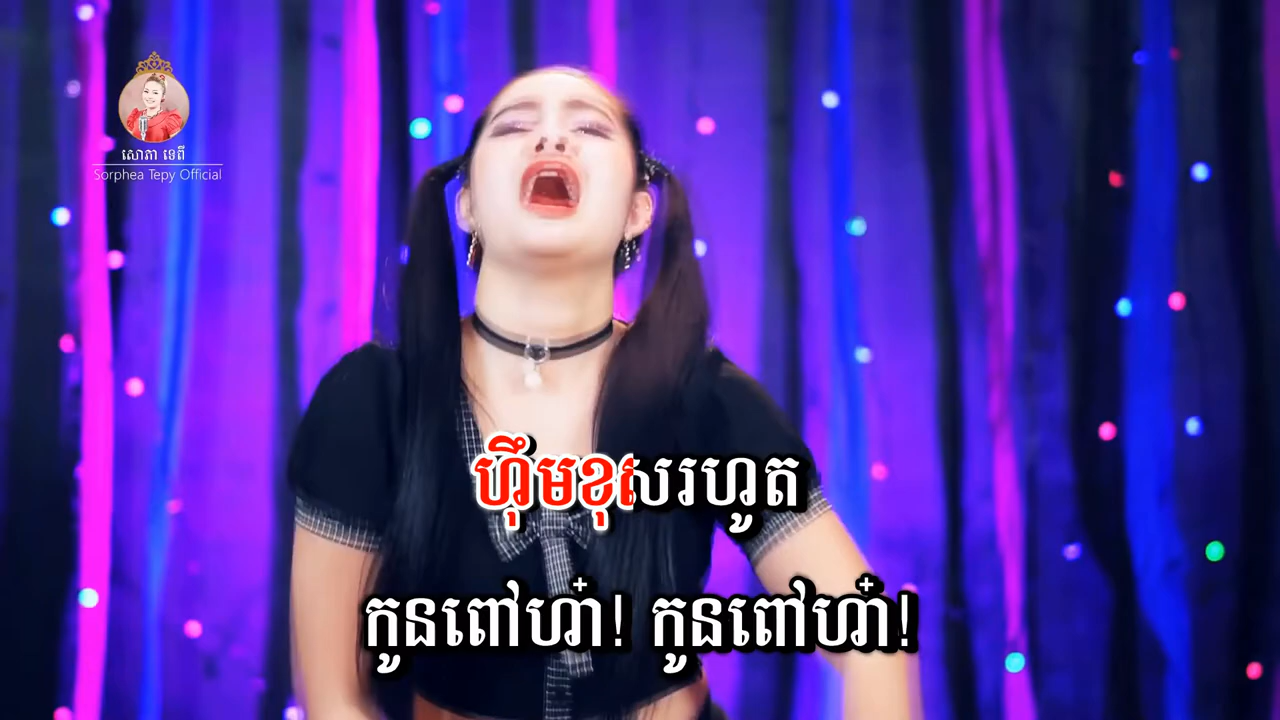 សោភា ទេពី
Sorphea Tepy Official
ហ៊ឹមខុសរហូត
កូនពៅហ៎ា! កូនពៅហ៎ា!